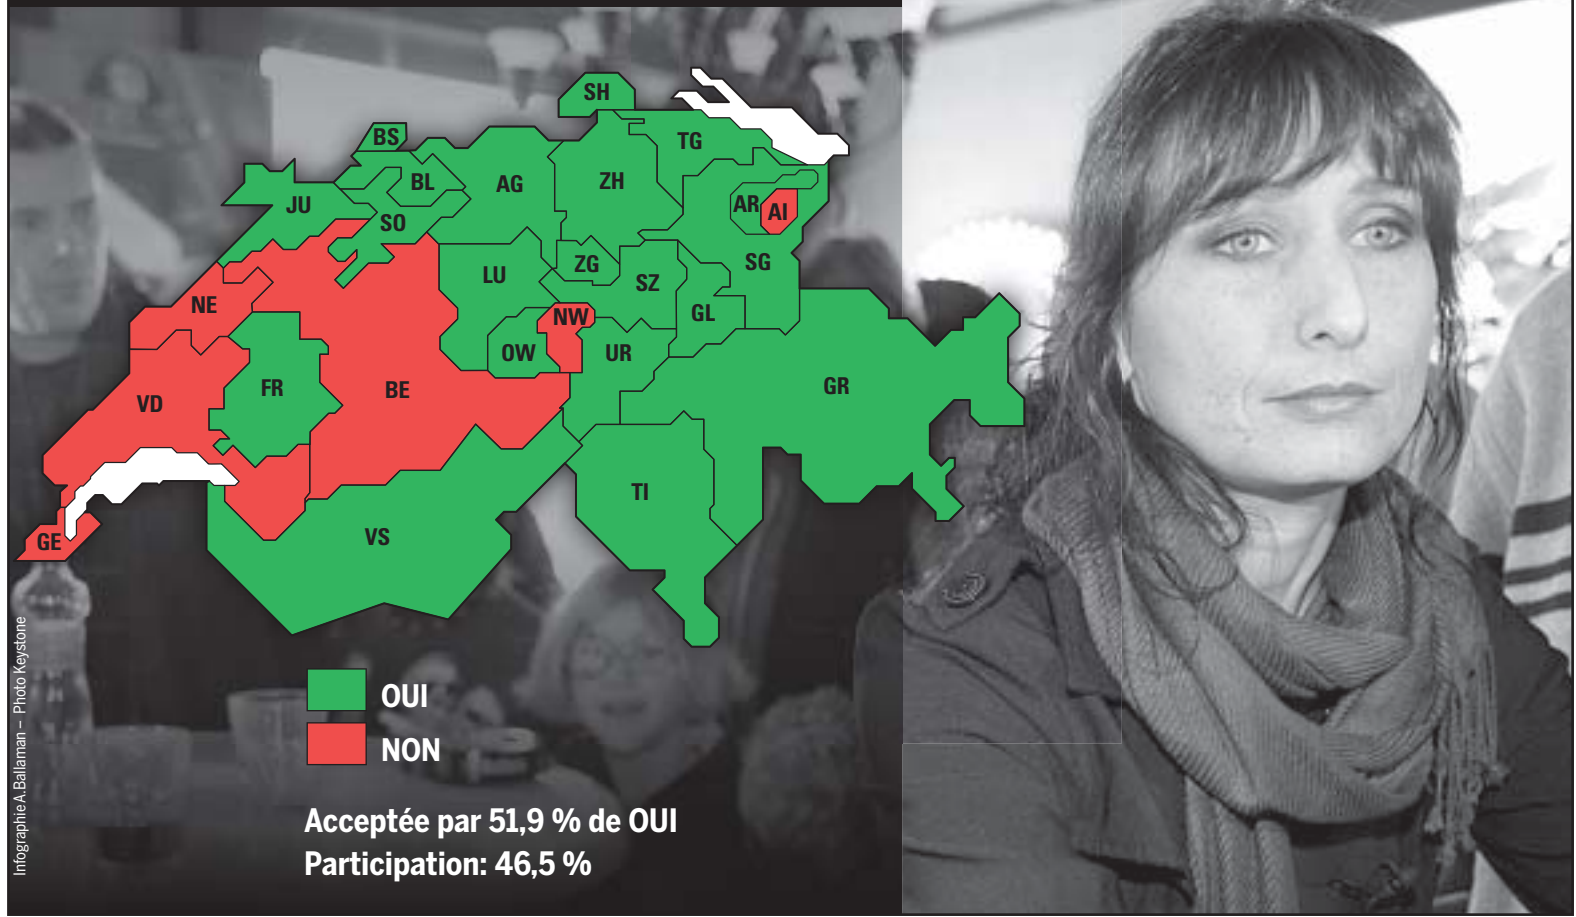 SH
BS
TG
BL
AG
ZH
JU
AR
AI
SO
LU
ZG
SZ
SG
NE
NW
GL
OW
UR
FR
BE
GR
VD
TI
GE
VS
OUI
NON
Acceptée par 51,9 % de OUI
Participation: 46,5 %
Infographie A. Ballaman – Photo Keystone